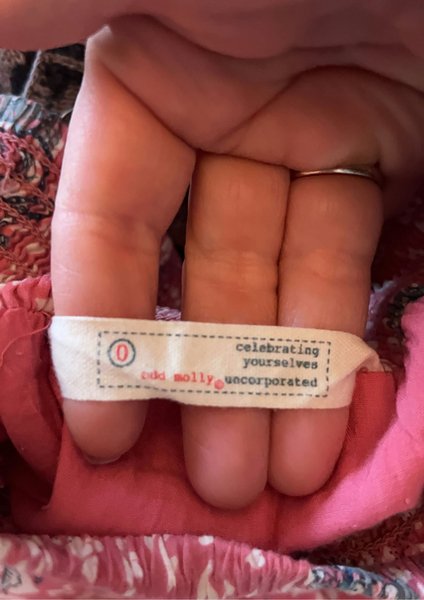 0
celebrating
yourselves
odd molly® uncorporated